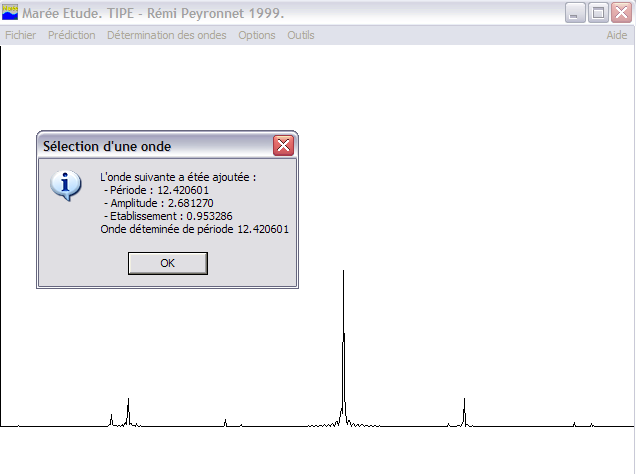 Marée Etude. TIPE - Rémi Peyronnet 1999.
Fichier Prédiction Détermination des ondes Options Outils Aide
Sélection d'une onde
L'onde suivante a étée ajoutée :
- Période : 12.420601
- Amplitude : 2.681270
- Etablissement : 0.953286
Onde déteminée de période 12.420601
OK